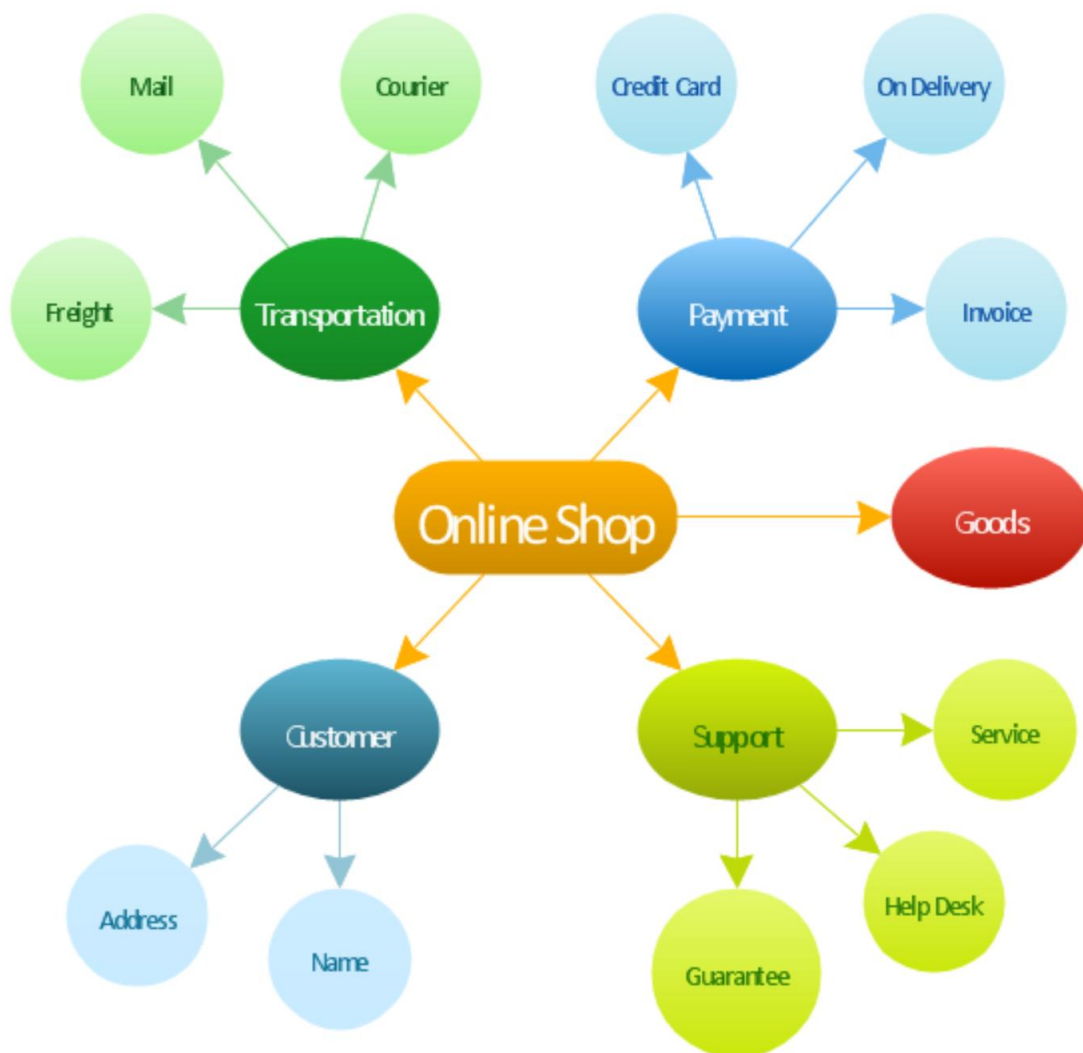 Mail
Courier
Credit Card
On Delivery
Freight
Transportation
Payment
Invoice
Online Shop
Goods
Customer
Support
Service
Address
Name
Guarantee
Help Desk